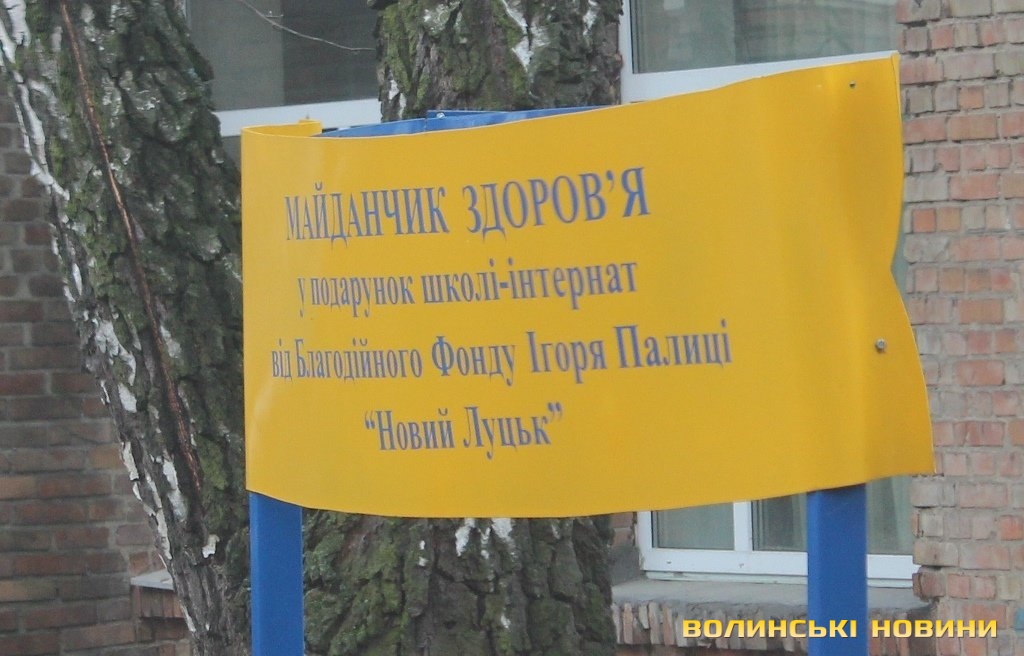 МАЙДАНЧИК ЗДОРОВ’Я
у подарунок школі-інтернат
від Благодійного Фонду Ігоря Палиці
“Новий Луцьк”
ВОЛИНСЬКІ НОВИНИ